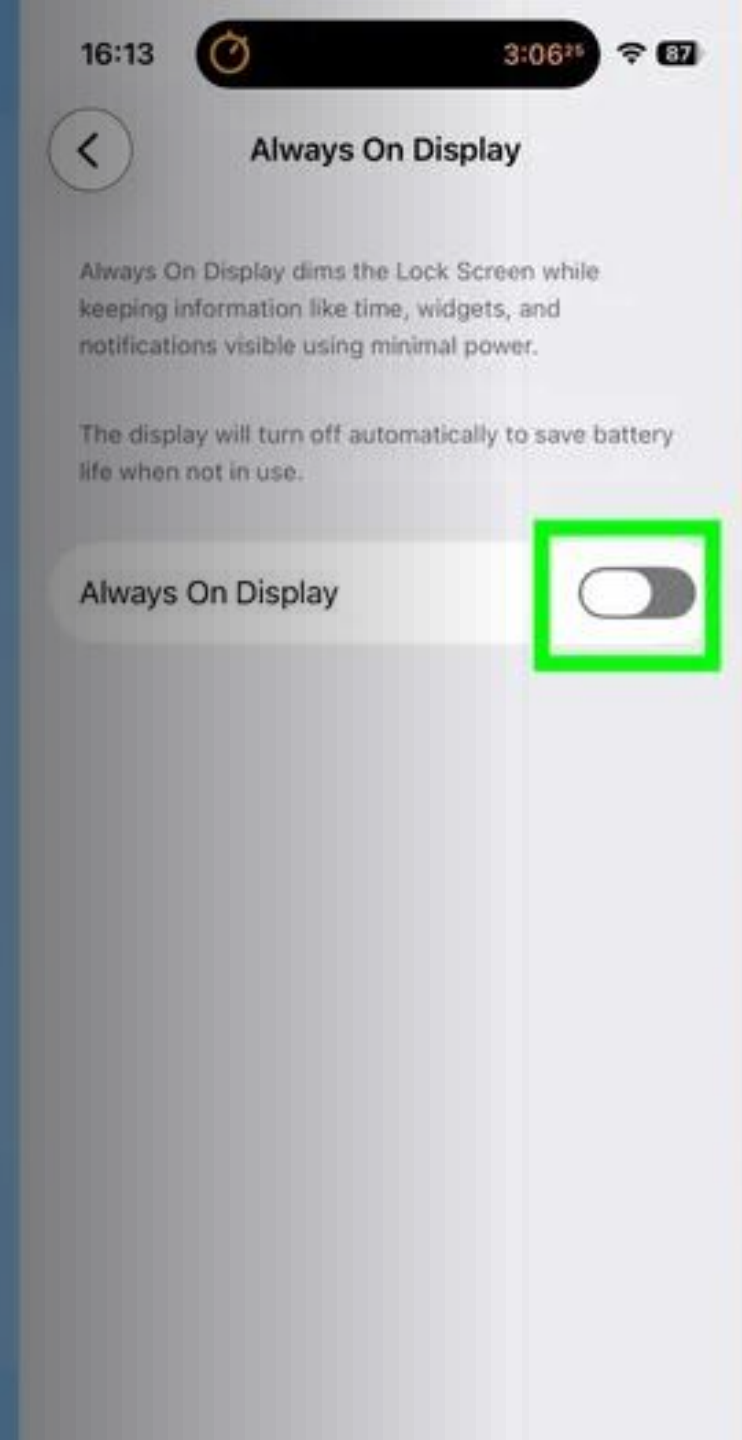 16:13
3:06²⁵
87
Always On Display
Always On Display dims the Lock Screen while
keeping information like time, widgets, and
notifications visible using minimal power.
The display will turn off automatically to save battery
life when not in use.
Always On Display